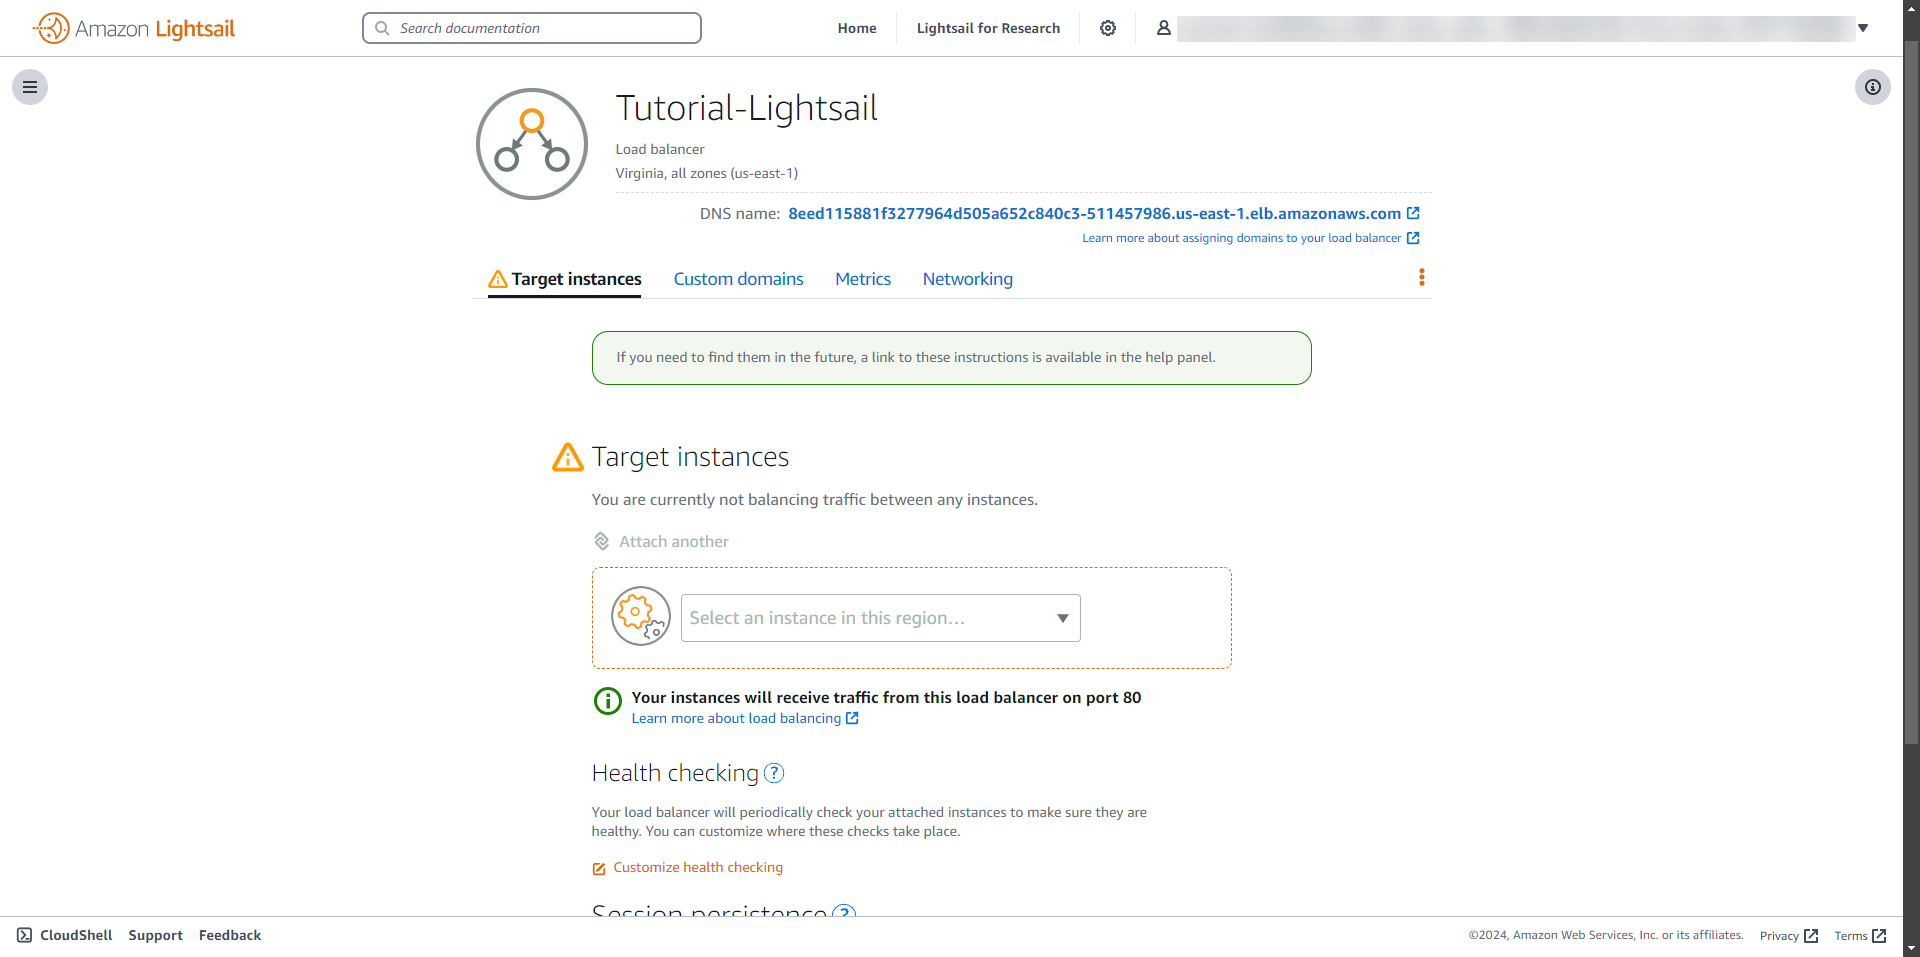 Amazon Lightsail
Search documentation
Home
Lightsail for Research
Tutorial-Lightsail
Load balancer
Virginia, all zones (us-east-1)
DNS name: 8eed115881f3277964d505a652c840c3-511457986.us-east-1.elb.amazonaws.com
Learn more about assigning domains to your load balancer
Target instances
Custom domains
Metrics
Networking
If you need to find them in the future, a link to these instructions is available in the help panel.
Target instances
You are currently not balancing traffic between any instances.
Attach another
Select an instance in this region...
Your instances will receive traffic from this load balancer on port 80
Learn more about load balancing
Health checking ?
Your load balancer will periodically check your attached instances to make sure they are
healthy. You can customize where these checks take place.
Customize health checking
Session persistence ?
CloudShell
Support
Feedback
©2024, Amazon Web Services, Inc. or its affiliates.
Privacy
Terms